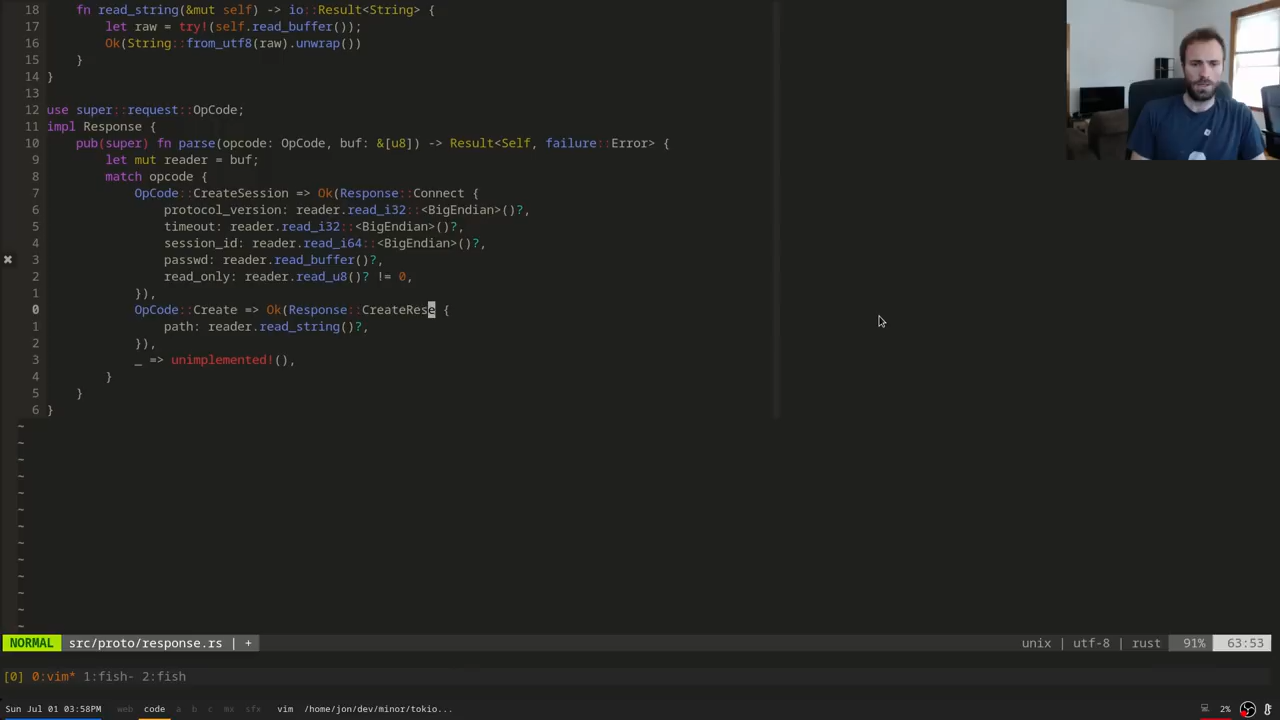 18     fn read_string(&mut self) -> io::Result<String> {
17         let raw = try!(self.read_buffer());
16         Ok(String::from_utf8(raw).unwrap())
15     }
14 }
13
12 use super::request::OpCode;
11 impl Response {
10     pub(super) fn parse(opcode: OpCode, buf: &[u8]) -> Result<Self, failure::Error> {
9         let mut reader = buf;
8         match opcode {
7             OpCode::CreateSession => Ok(Response::Connect {
6                 protocol_version: reader.read_i32::<BigEndian>()?,
5                 timeout: reader.read_i32::<BigEndian>()?,
4                 session_id: reader.read_i64::<BigEndian>()?,
✖ 3                 passwd: reader.read_buffer()?,
2                 read_only: reader.read_u8()? != 0,
1             }),
0             OpCode::Create => Ok(Response::CreateRese {
1                 path: reader.read_string()?,
2             }),
3             _ => unimplemented!(),
4         }
5     }
6 }
~
~
~
~
~
~
~
~
~
~
~
~
~
NORMAL src/proto/response.rs | + unix | utf-8 | rust 91% 63:53
[0] 0:vim* 1:fish- 2:fish
Sun Jul 01 03:58PM web code a b c mx sfx vim /home/jon/dev/minor/tokio... 2%